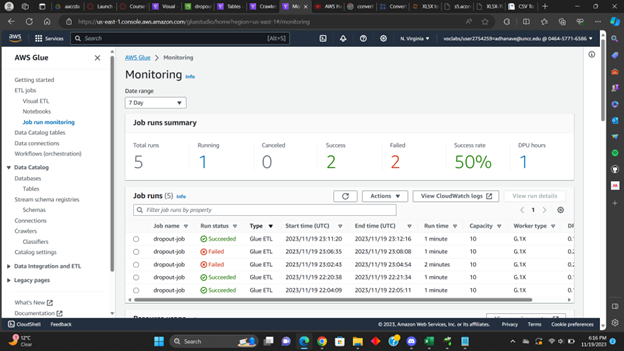 aacsdu
Launch
Course
Visual
dropout
Tables
Crawle
Mo
AWS H
conver
Conver
XLSX t
s5.acon
XLSX-T
CSV To
https://us-east-1.console.aws.amazon.com/gluestudio/home?region=us-east-1#/monitoring
aws
Services
Search
[Alt+S]
N. Virginia
voclabs/user2754259=adhanave@uncc.edu @ 0464-5771-6586
AWS Glue
Getting started
ETL jobs
Visual ETL
Notebooks
Job run monitoring
Data Catalog tables
Data connections
Workflows (orchestration)
Data Catalog
Databases
Tables
Stream schema registries
Schemas
Connections
Crawlers
Classifiers
Catalog settings
Data Integration and ETL
Legacy pages
What's New
Documentation
AWS Glue > Monitoring
Monitoring Info
Date range
7 Day
Job runs summary
Total runs Running Canceled Success Failed Success rate DPU hours
5 1 0 2 2 50% 1
Job runs (5) Info
Actions
View CloudWatch logs
View run details
Filter job runs by property
1
Job name Run status Type Start time (UTC) End time (UTC) Run time Capacity Worker type DP
dropout-job Succeeded Glue ETL 2023/11/19 23:11:20 2023/11/19 23:12:16 1 minute 10 G.1X 0.
dropout-job Failed Glue ETL 2023/11/19 23:06:35 2023/11/19 23:08:08 1 minute 10 G.1X 0.
dropout-job Failed Glue ETL 2023/11/19 23:02:43 2023/11/19 23:04:54 2 minutes 10 G.1X 0.
dropout-job Succeeded Glue ETL 2023/11/19 22:20:38 2023/11/19 22:21:34 1 minute 10 G.1X 0.
dropout-job Succeeded Glue ETL 2023/11/19 22:04:09 2023/11/19 22:05:11 1 minute 10 G.1X 0.
CloudShell
Feedback
© 2023, Amazon Web Services, Inc. or its affiliates.
Privacy
Terms
Cookie preferences
12°C
Clear
Search
6:16 PM
11/19/2023